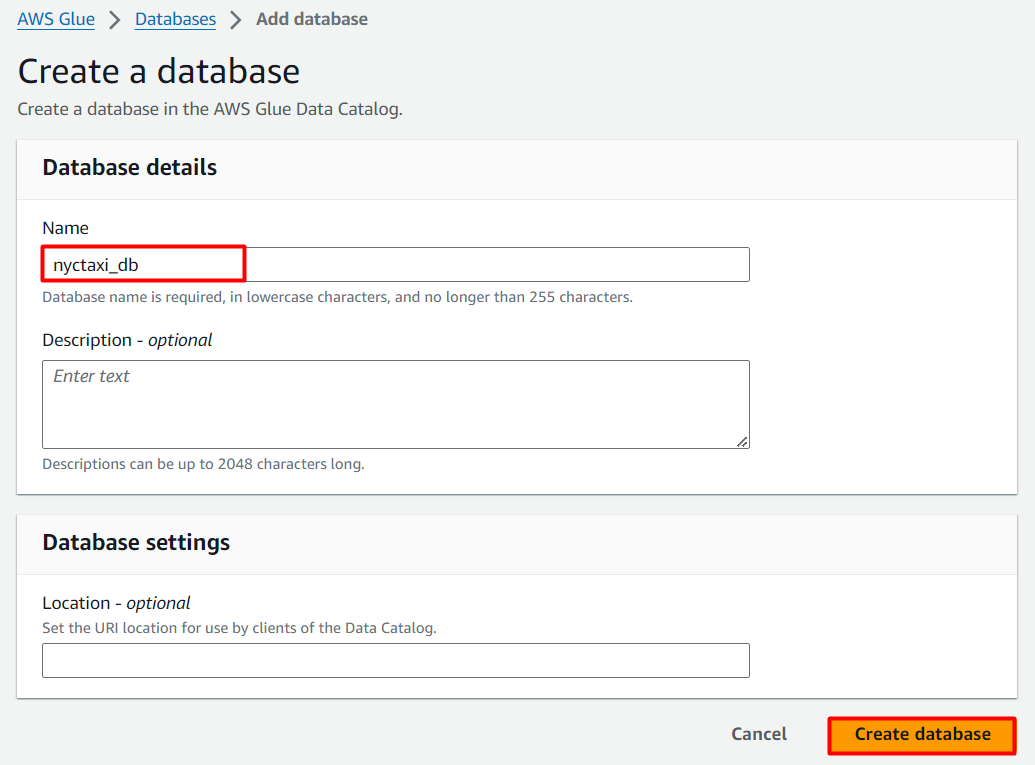 AWS Glue > Databases > Add database
Create a database
Create a database in the AWS Glue Data Catalog.
Database details
Name
nyctaxi_db
Database name is required, in lowercase characters, and no longer than 255 characters.
Description - optional
Enter text
Descriptions can be up to 2048 characters long.
Database settings
Location - optional
Set the URI location for use by clients of the Data Catalog.
Cancel Create database